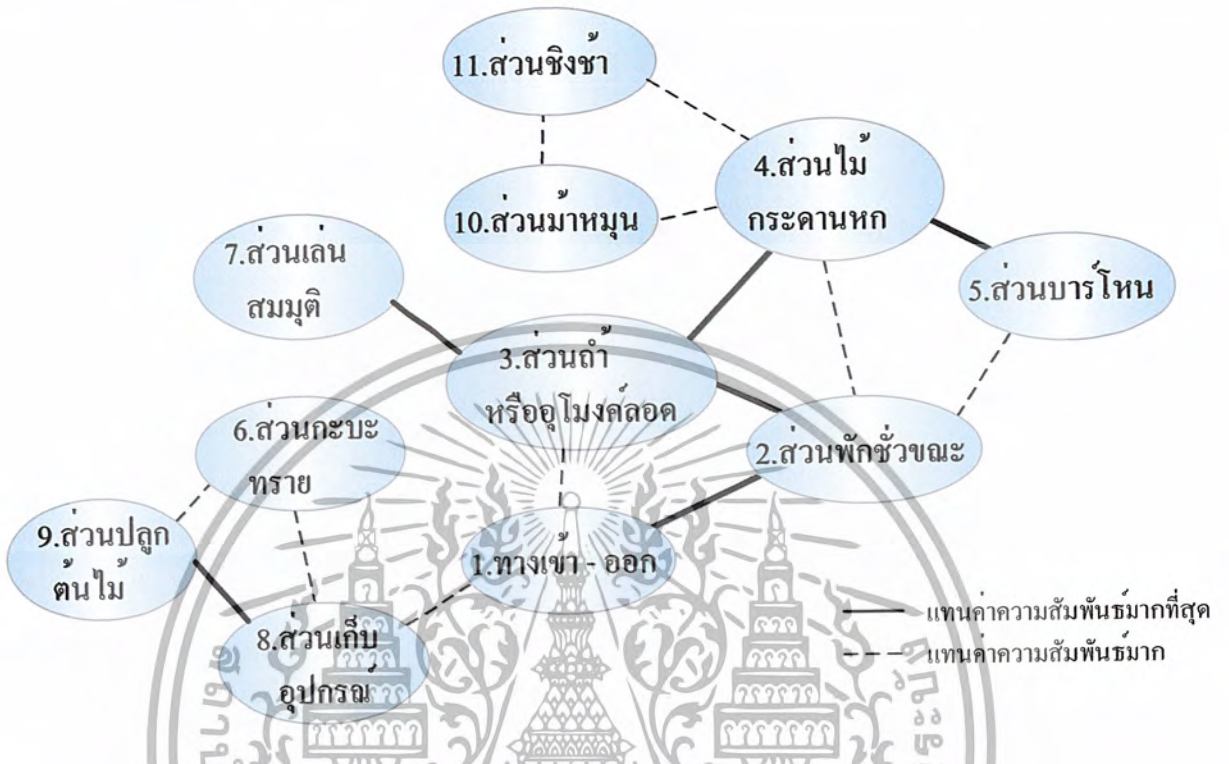 11.ส่วนชิงช้า
4.ส่วนไม้
กระดานหก
10.ส่วนม้าหมุน
7.ส่วนเล่น
สมมุติ
5.ส่วนบาร์โหน
3.ส่วนถ้ำ
หรืออุโมงค์ลอด
6.ส่วนกะบะ
ทราย
2.ส่วนพักชั่วขณะ
9.ส่วนปลูก
ต้นไม้
1.ทางเข้า - ออก
8.ส่วนเก็บ
อุปกรณ์
แทนค่าความสัมพันธ์มากที่สุด
แทนค่าความสัมพันธ์มาก